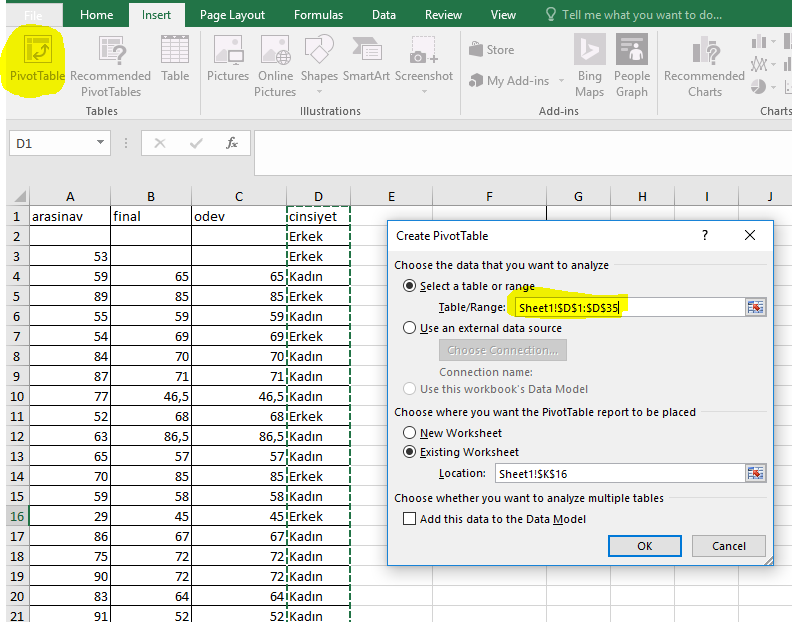 File Home Insert Page Layout Formulas Data Review View Tell me what you want to do...
PivotTable Recommended PivotTables Table Pictures Online Pictures Shapes SmartArt Screenshot Store My Add-ins Bing Maps People Graph Recommended Charts
Tables Illustrations Add-ins Charts
D1 fx
A B C D E F G H I J
1 arasinav final odev cinsiyet
2 Erkek
3 53 Erkek
4 59 65 65 Kadın
5 89 85 85 Erkek
6 55 59 59 Kadın
7 54 69 69 Erkek
8 84 70 70 Kadın
9 87 71 71 Kadın
10 77 46,5 46,5 Kadın
11 52 68 68 Erkek
12 63 86,5 86,5 Kadın
13 65 57 57 Kadın
14 70 85 85 Erkek
15 59 58 58 Kadın
16 29 45 45 Erkek
17 86 67 67 Kadın
18 75 72 72 Kadın
19 90 72 72 Kadın
20 83 64 64 Kadın
21 91 52 52 Kadın
Create PivotTable ?
Choose the data that you want to analyze
Select a table or range
Table/Range: Sheet1!$D$1:$D$35
Use an external data source
Choose Connection...
Connection name:
Use this workbook's Data Model
Choose where you want the PivotTable report to be placed
New Worksheet
Existing Worksheet
Location: Sheet1!$K$16
Choose whether you want to analyze multiple tables
Add this data to the Data Model
OK Cancel